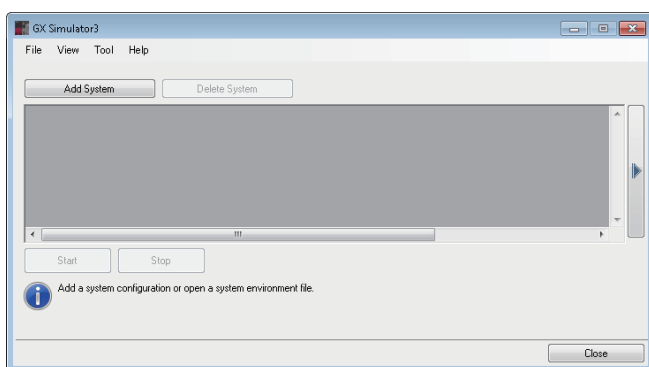 GX Simulator3
File View Tool Help
Add System Delete System
Start Stop
Add a system configuration or open a system environment file.
Close